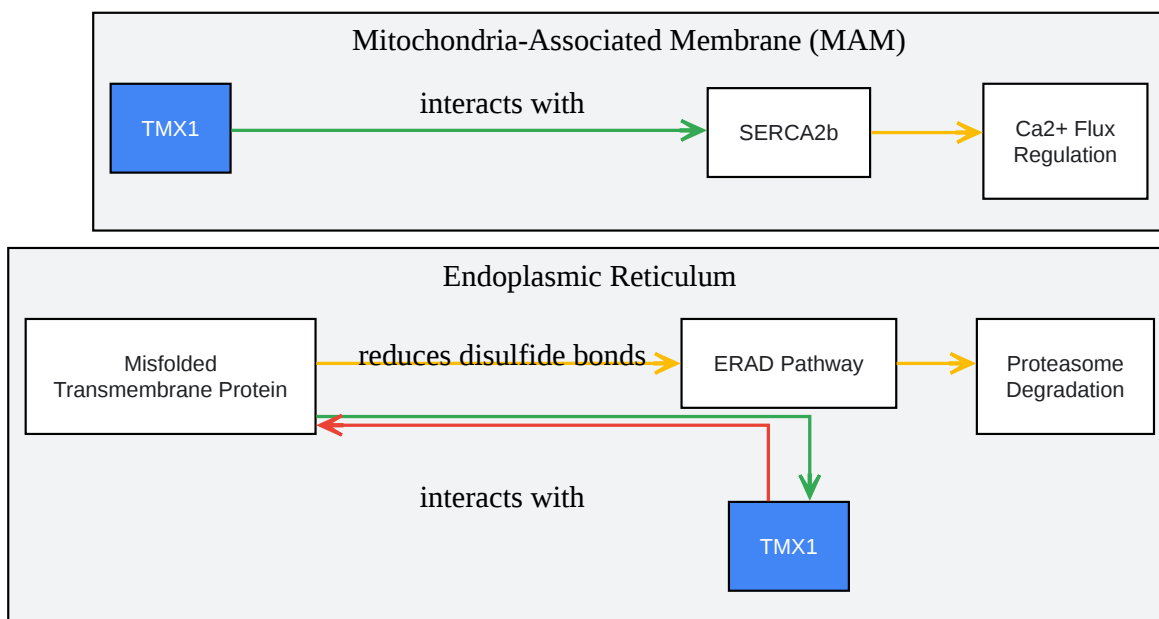 Mitochondria-Associated Membrane (MAM)
TMX1
interacts with
SERCA2b
Ca2+ Flux
Regulation
Endoplasmic Reticulum
Misfolded
Transmembrane Protein
reduces disulfide bonds
ERAD Pathway
Proteasome
Degradation
interacts with
TMX1